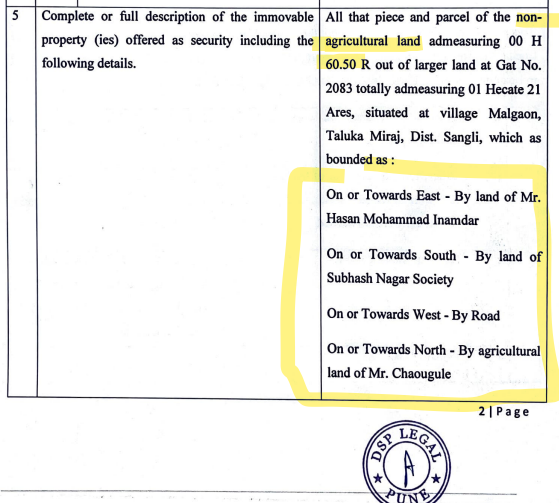 5 Complete or full description of the immovable
property (ies) offered as security including the
following details.
All that piece and parcel of the non-
agricultural land admeasuring 00 H
60.50 R out of larger land at Gat No.
2083 totally admeasuring 01 Hecate 21
Ares, situated at village Malgaon,
Taluka Miraj, Dist. Sangli, which as
bounded as :
On or Towards East - By land of Mr.
Hasan Mohammad Inamdar
On or Towards South - By land of
Subhash Nagar Society
On or Towards West - By Road
On or Towards North - By agricultural
land of Mr. Chaougule
2 | Page
DSP LEGAL
PUNE